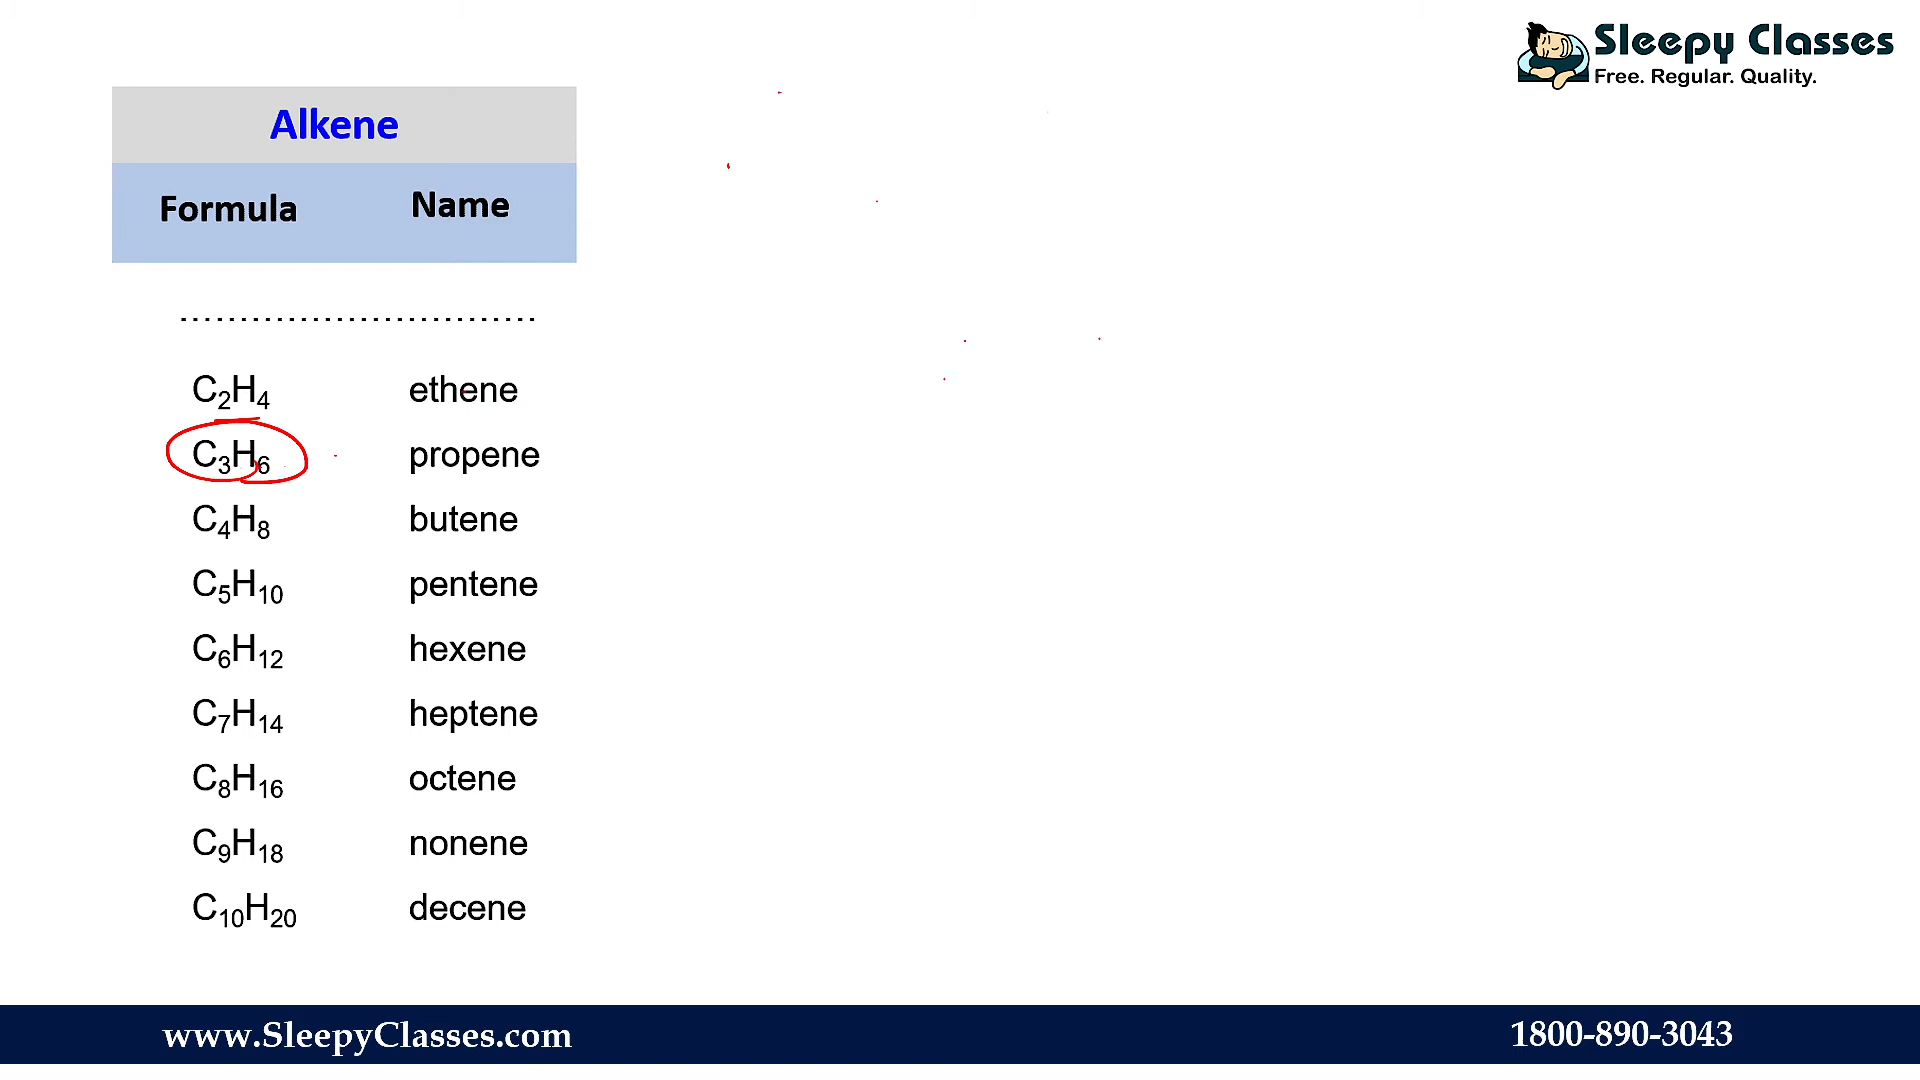 Sleepy Classes
Free. Regular. Quality.
Alkene
Formula Name
..............................
C₂H₄ ethene
C₃H₆ propene
C₄H₈ butene
C₅H₁₀ pentene
C₆H₁₂ hexene
C₇H₁₄ heptene
C₈H₁₆ octene
C₉H₁₈ nonene
C₁₀H₂₀ decene
www.SleepyClasses.com 1800-890-3043